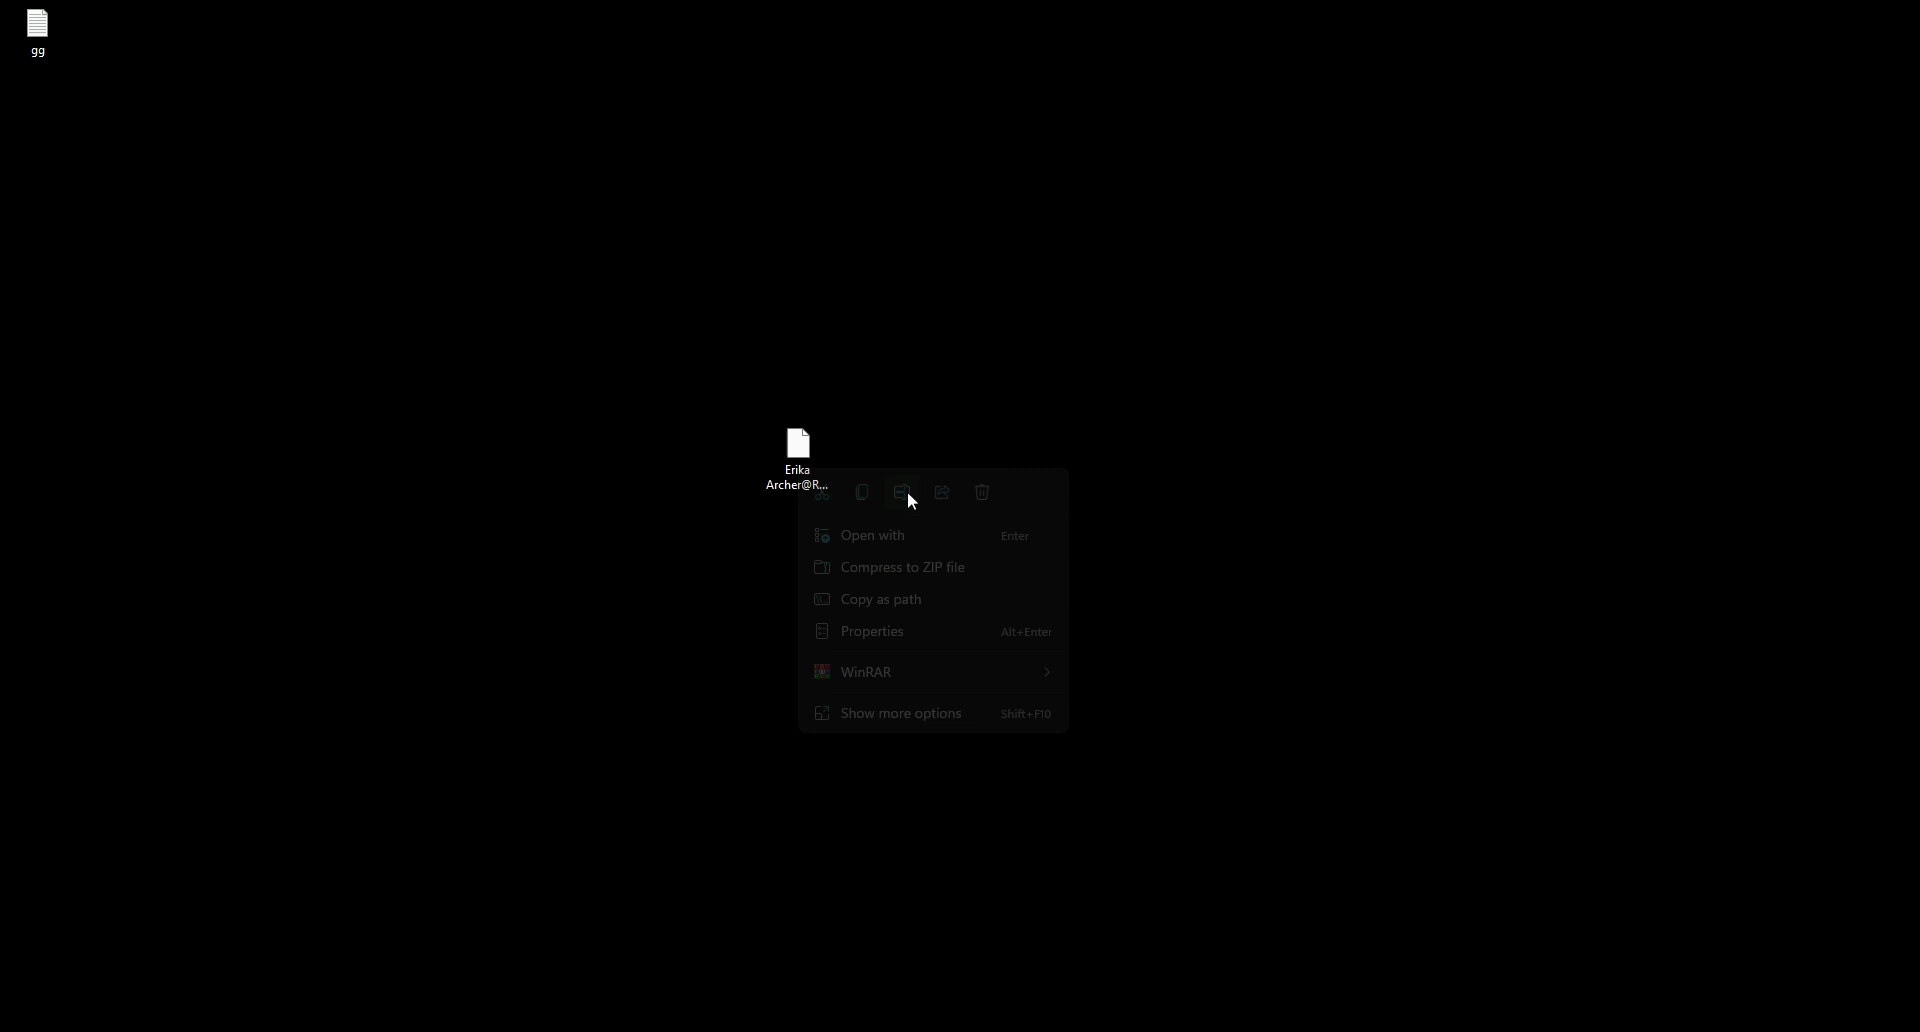 gg
Erika
Archer@R...
Open with Enter
Compress to ZIP file
Copy as path
Properties Alt+Enter
WinRAR
Show more options Shift+F10